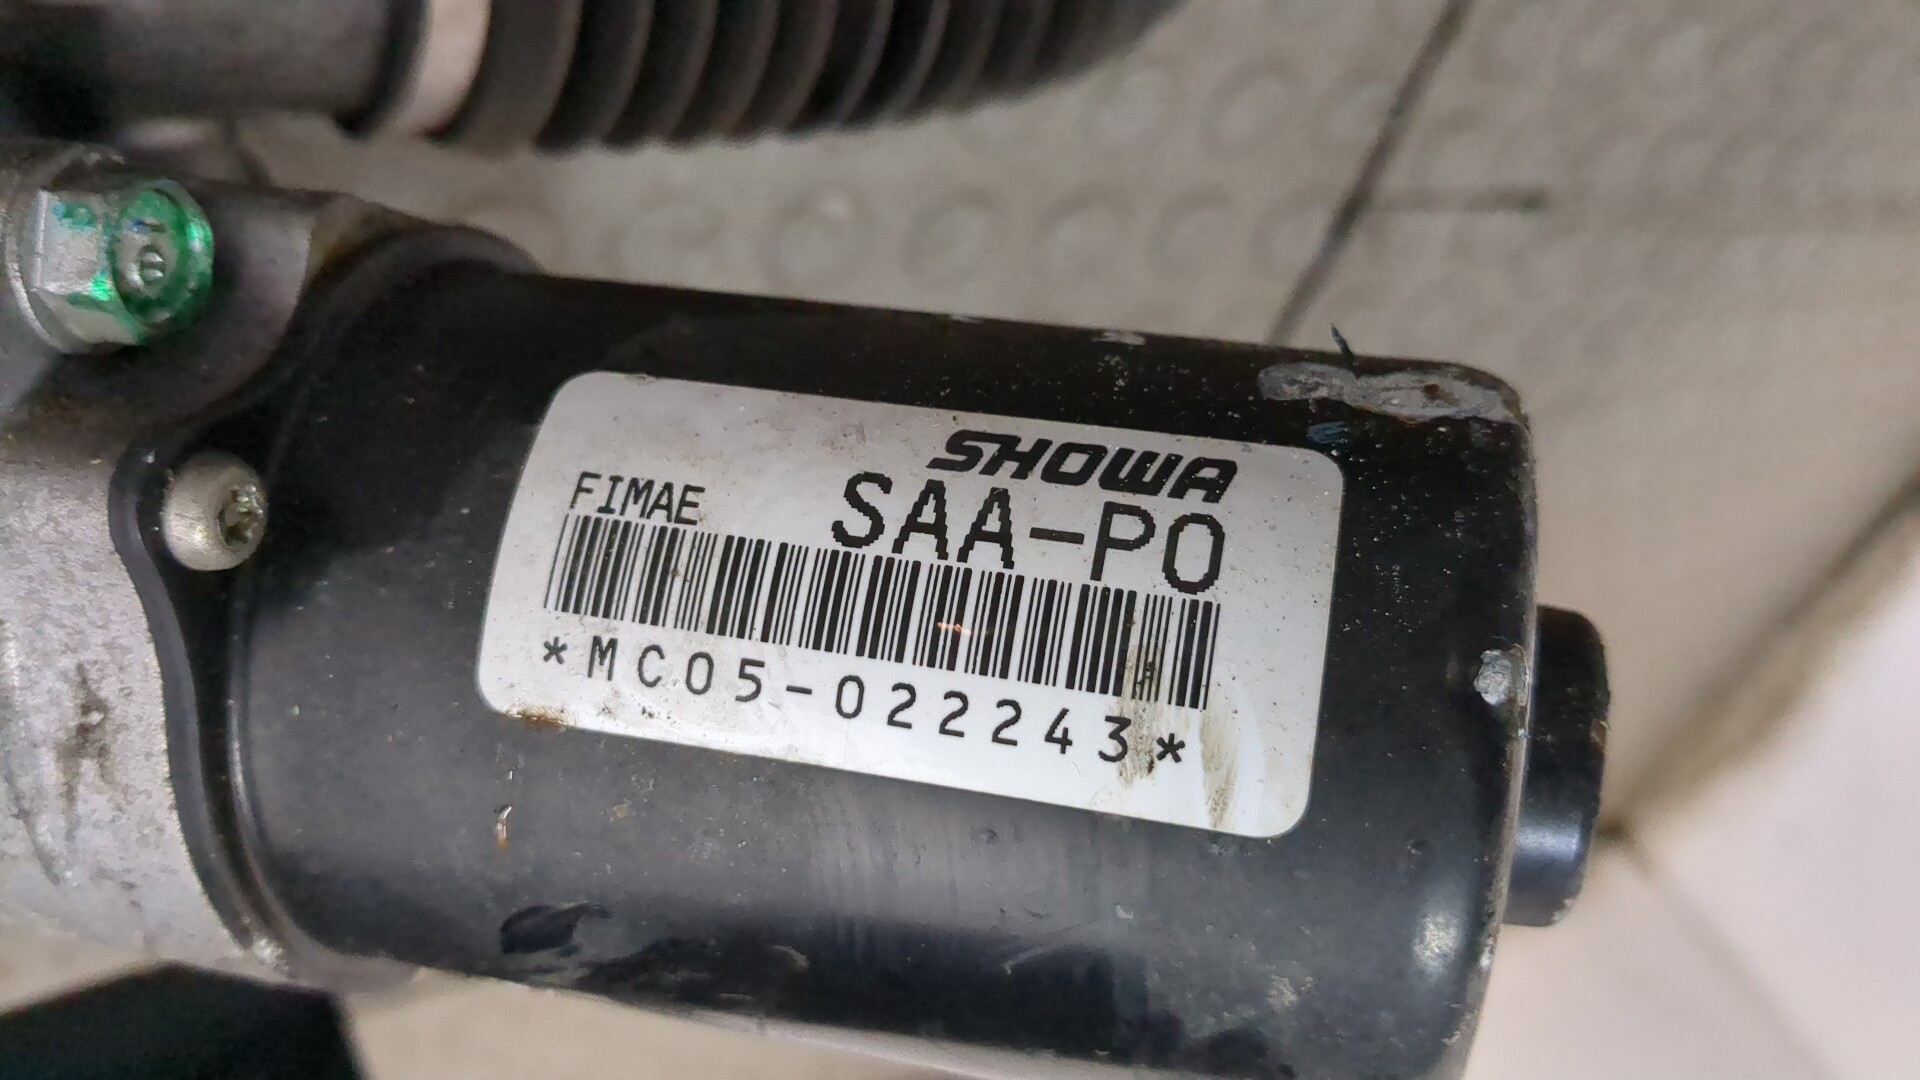 SHOWA
FIMAE SAA-P0
*MC05-022243*